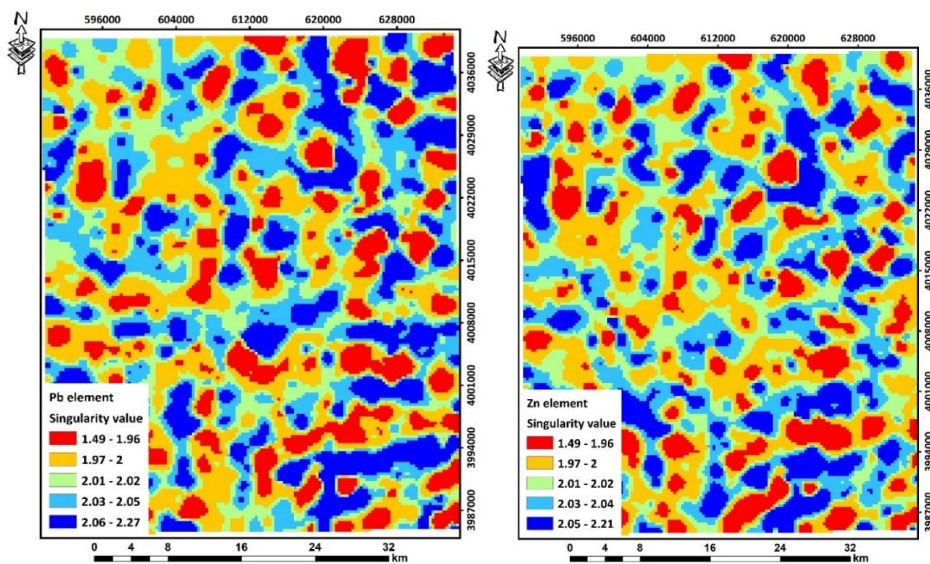 N
596000 604000 612000 620000 628000
4036000
4029000
4022000
4015000
4008000
4001000
3994000
3987000
Pb element
Singularity value
1.49 - 1.96
1.97 - 2
2.01 - 2.02
2.03 - 2.05
2.06 - 2.27
0 4 8 16 24 32
km
N
596000 604000 612000 620000 628000
4036000
4029000
4022000
4015000
4008000
4001000
3994000
3987000
Zn element
Singularity value
1.49 - 1.96
1.97 - 2
2.01 - 2.02
2.03 - 2.04
2.05 - 2.21
0 4 8 16 24 32
km